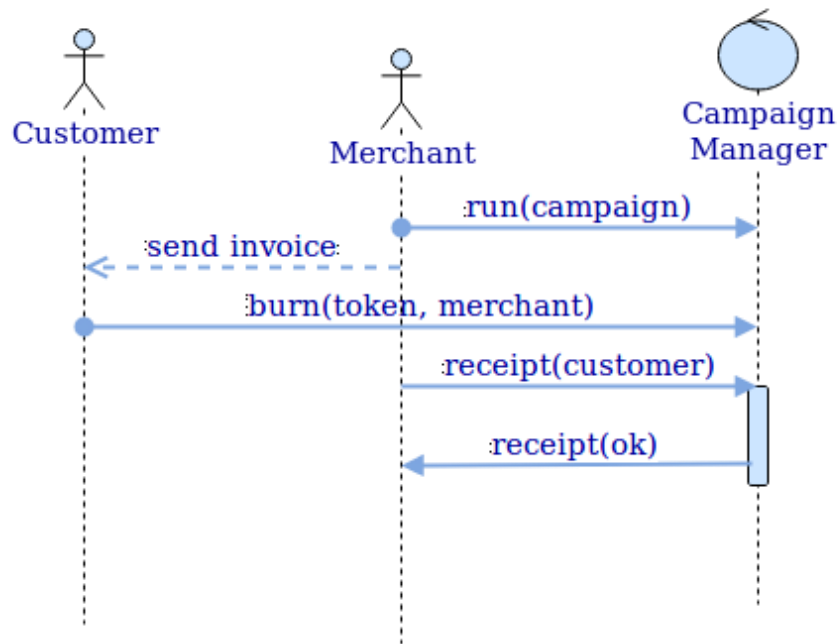 Customer
Merchant
Campaign
Manager
run(campaign)
send invoice
burn(token, merchant)
receipt(customer)
receipt(ok)